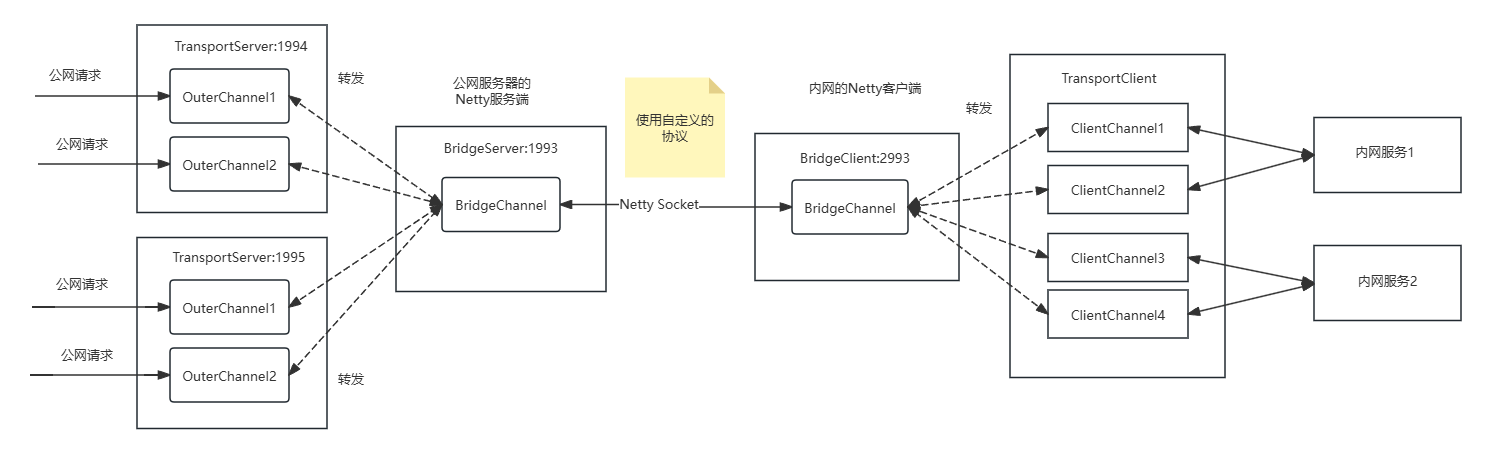 TransportServer:1994
公网请求
OuterChannel1
转发
公网请求
OuterChannel2
TransportServer:1995
公网请求
OuterChannel1
公网请求
OuterChannel2
转发
公网服务器的
Netty服务端
BridgeServer:1993
BridgeChannel
使用自定义的
协议
Netty Socket
内网的Netty客户端
BridgeClient:2993
BridgeChannel
转发
TransportClient
ClientChannel1
ClientChannel2
ClientChannel3
ClientChannel4
内网服务1
内网服务2